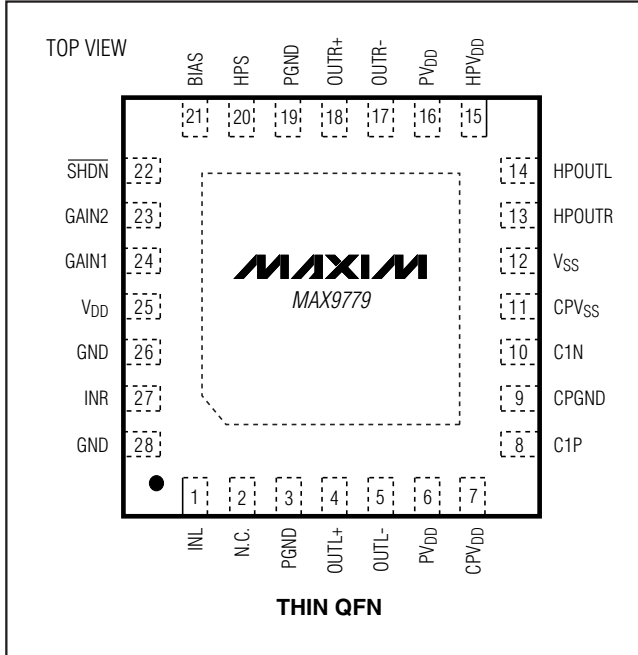 TOP VIEW
BIAS
HPS
PGND
OUTR+
OUTR-
PVDD
HPVDD
21 20 19 18 17 16 15
SHDN 22
GAIN2 23
GAIN1 24
VDD 25
GND 26
INR 27
GND 28
MAXIM
MAX9779
14 HPOUTL
13 HPOUTR
12 VSS
11 CPVSS
10 C1N
9 CPGND
8 C1P
1 2 3 4 5 6 7
INL
N.C.
PGND
OUTL+
OUTL-
PVDD
CPVDD
THIN QFN